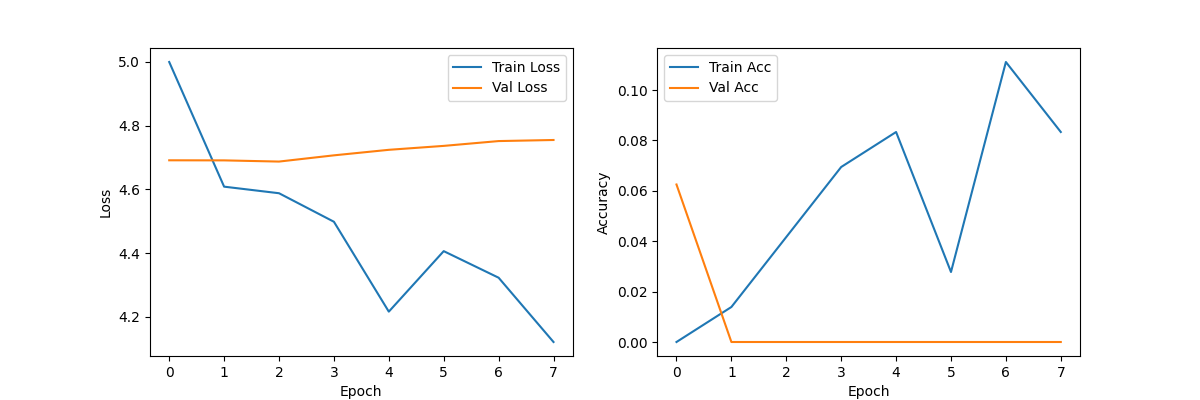 5.0
4.8
4.6
4.4
4.2
Loss
Train Loss
Val Loss
0 1 2 3 4 5 6 7
Epoch
0.10
0.08
0.06
0.04
0.02
0.00
Accuracy
Train Acc
Val Acc
0 1 2 3 4 5 6 7
Epoch